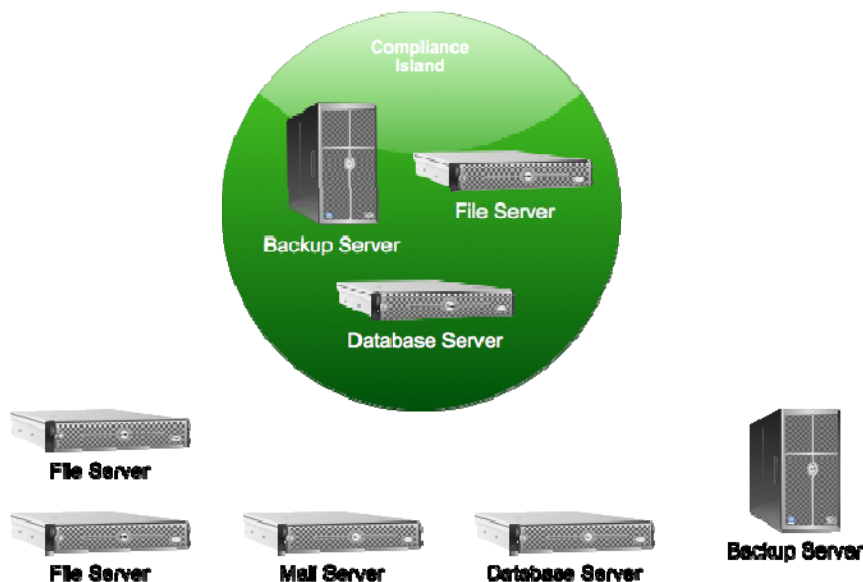 Compliance
Island
File Server
Backup Server
Database Server
File Server
File Server
Mail Server
Database Server
Backup Server